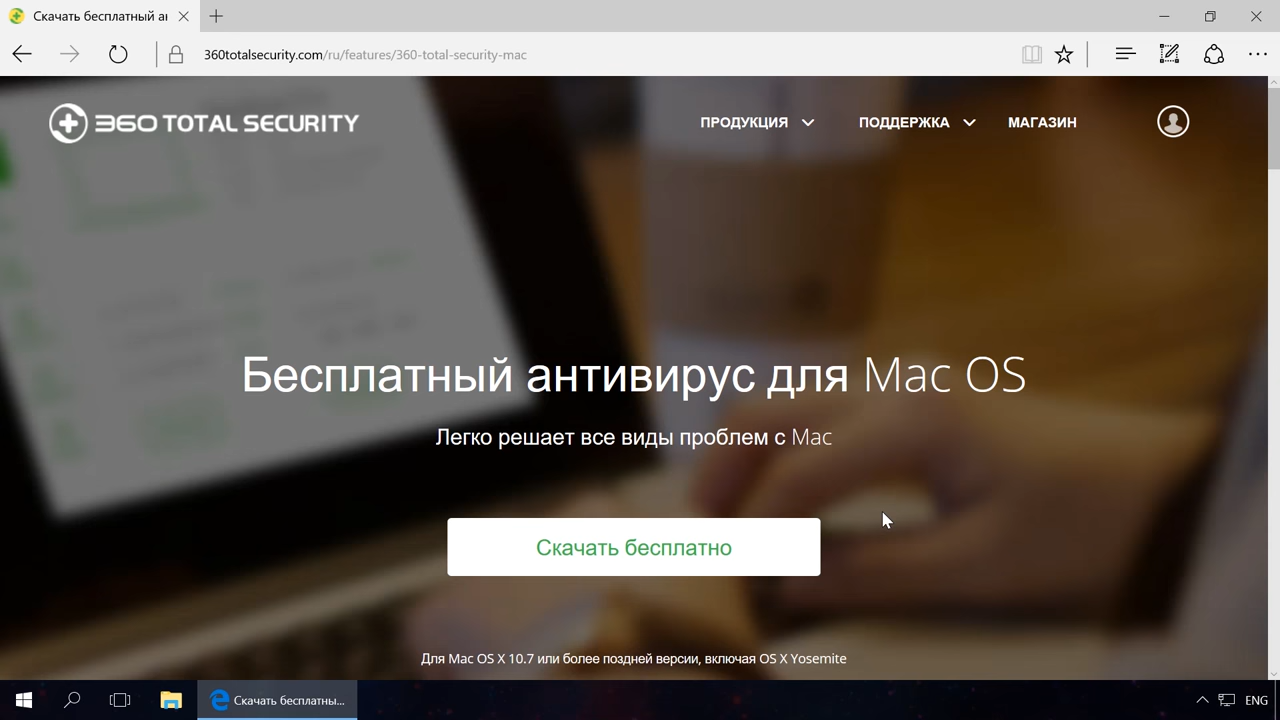 Скачать бесплатный ан
360totalsecurity.com/ru/features/360-total-security-mac
360 TOTAL SECURITY
ПРОДУКЦИЯ
ПОДДЕРЖКА
МАГАЗИН
Бесплатный антивирус для Mac OS
Легко решает все виды проблем с Mac
Скачать бесплатно
Для Mac OS X 10.7 или более поздней версии, включая OS X Yosemite
Скачать бесплатны...
ENG